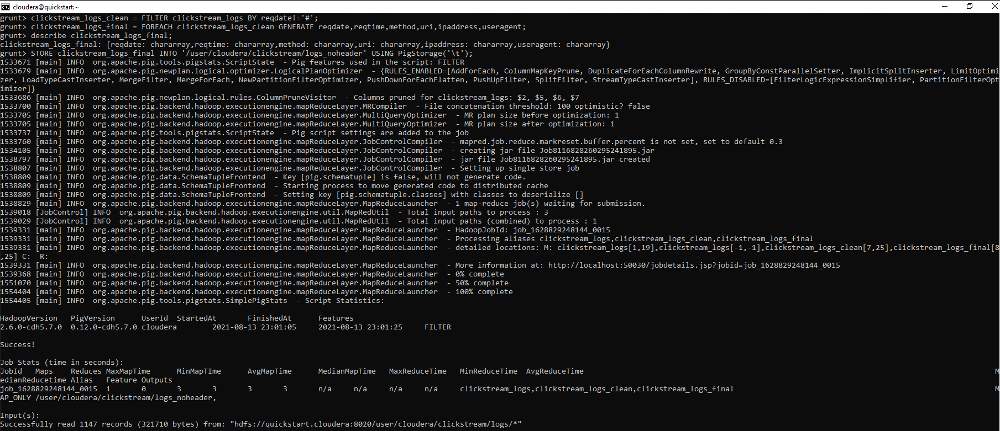 cloudera@quickstart:~
grunt> clickstream_logs_clean = FILTER clickstream_logs BY reqdate!='#';
grunt> clickstream_logs_final = FOREACH clickstream_logs_clean GENERATE reqdate,reqtime,method,uri,ipaddress,useragent;
grunt> describe clickstream_logs_final;
clickstream_logs_final: {reqdate: chararray,reqtime: chararray,method: chararray,uri: chararray,ipaddress: chararray,useragent: chararray}
grunt> STORE clickstream_logs_final INTO '/user/cloudera/clickstream/logs_noheader' USING PigStorage('\t');
1533671 [main] INFO  org.apache.pig.tools.pigstats.ScriptState  - Pig features used in the script: FILTER
1533679 [main] INFO  org.apache.pig.newplan.logical.optimizer.LogicalPlanOptimizer  - {RULES_ENABLED=[AddForEach, ColumnMapKeyPrune, DuplicateForEachColumnRewrite, GroupByConstParallelSetter, ImplicitSplitInserter, LimitOptimi
zer, LoadTypeCastInserter, MergeFilter, MergeForEach, NewPartitionFilterOptimizer, PushDownForEachFlatten, PushUpFilter, SplitFilter, StreamTypeCastInserter], RULES_DISABLED=[FilterLogicExpressionSimplifier, PartitionFilterOpt
imizer]}
1533686 [main] INFO  org.apache.pig.newplan.logical.rules.ColumnPruneVisitor  - Columns pruned for clickstream_logs: $2, $5, $6, $7
1533700 [main] INFO  org.apache.pig.backend.hadoop.executionengine.mapReduceLayer.MRCompiler  - File concatenation threshold: 100 optimistic? false
1533705 [main] INFO  org.apache.pig.backend.hadoop.executionengine.mapReduceLayer.MultiQueryOptimizer  - MR plan size before optimization: 1
1533705 [main] INFO  org.apache.pig.backend.hadoop.executionengine.mapReduceLayer.MultiQueryOptimizer  - MR plan size after optimization: 1
1533737 [main] INFO  org.apache.pig.tools.pigstats.ScriptState  - Pig script settings are added to the job
1533760 [main] INFO  org.apache.pig.backend.hadoop.executionengine.mapReduceLayer.JobControlCompiler  - mapred.job.reduce.markreset.buffer.percent is not set, set to default 0.3
1534105 [main] INFO  org.apache.pig.backend.hadoop.executionengine.mapReduceLayer.JobControlCompiler  - creating jar file Job8116828260295241895.jar
1538797 [main] INFO  org.apache.pig.backend.hadoop.executionengine.mapReduceLayer.JobControlCompiler  - jar file Job8116828260295241895.jar created
1538807 [main] INFO  org.apache.pig.backend.hadoop.executionengine.mapReduceLayer.JobControlCompiler  - Setting up single store job
1538809 [main] INFO  org.apache.pig.data.SchemaTupleFrontend  - Key [pig.schematuple] is false, will not generate code.
1538809 [main] INFO  org.apache.pig.data.SchemaTupleFrontend  - Starting process to move generated code to distributed cache
1538809 [main] INFO  org.apache.pig.data.SchemaTupleFrontend  - Setting key [pig.schematuple.classes] with classes to deserialize []
1538829 [main] INFO  org.apache.pig.backend.hadoop.executionengine.mapReduceLayer.MapReduceLauncher  - 1 map-reduce job(s) waiting for submission.
1539018 [JobControl] INFO  org.apache.pig.backend.hadoop.executionengine.util.MapRedUtil  - Total input paths to process : 3
1539029 [JobControl] INFO  org.apache.pig.backend.hadoop.executionengine.util.MapRedUtil  - Total input paths (combined) to process : 1
1539331 [main] INFO  org.apache.pig.backend.hadoop.executionengine.mapReduceLayer.MapReduceLauncher  - HadoopJobId: job_1628829248144_0015
1539331 [main] INFO  org.apache.pig.backend.hadoop.executionengine.mapReduceLayer.MapReduceLauncher  - Processing aliases clickstream_logs,clickstream_logs_clean,clickstream_logs_final
1539331 [main] INFO  org.apache.pig.backend.hadoop.executionengine.mapReduceLayer.MapReduceLauncher  - detailed locations: M: clickstream_logs[1,19],clickstream_logs[-1,-1],clickstream_logs_clean[7,25],clickstream_logs_final[8
,25] C:  R:
1539331 [main] INFO  org.apache.pig.backend.hadoop.executionengine.mapReduceLayer.MapReduceLauncher  - More information at: http://localhost:50030/jobdetails.jsp?jobid=job_1628829248144_0015
1539368 [main] INFO  org.apache.pig.backend.hadoop.executionengine.mapReduceLayer.MapReduceLauncher  - 0% complete
1551070 [main] INFO  org.apache.pig.backend.hadoop.executionengine.mapReduceLayer.MapReduceLauncher  - 50% complete
1554404 [main] INFO  org.apache.pig.backend.hadoop.executionengine.mapReduceLayer.MapReduceLauncher  - 100% complete
1554405 [main] INFO  org.apache.pig.tools.pigstats.SimplePigStats  - Script Statistics:
HadoopVersion   PigVersion      UserId  StartedAt       FinishedAt      Features
2.6.0-cdh5.7.0  0.12.0-cdh5.7.0 cloudera        2021-08-13 23:01:05     2021-08-13 23:01:25     FILTER
Success!
Job Stats (time in seconds):
JobId   Maps    Reduces MaxMapTime      MinMapTIme      AvgMapTime      MedianMapTime   MaxReduceTime   MinReduceTime  AvgReduceTime   M
edianReducetime Alias   Feature Outputs
job_1628829248144_0015  1       0       3       3       3       3       n/a     n/a     n/a     n/a     clickstream_logs,clickstream_logs_clean,clickstream_logs_final  M
AP_ONLY /user/cloudera/clickstream/logs_noheader,
Input(s):
Successfully read 1147 records (321710 bytes) from: "hdfs://quickstart.cloudera:8020/user/cloudera/clickstream/logs/*"